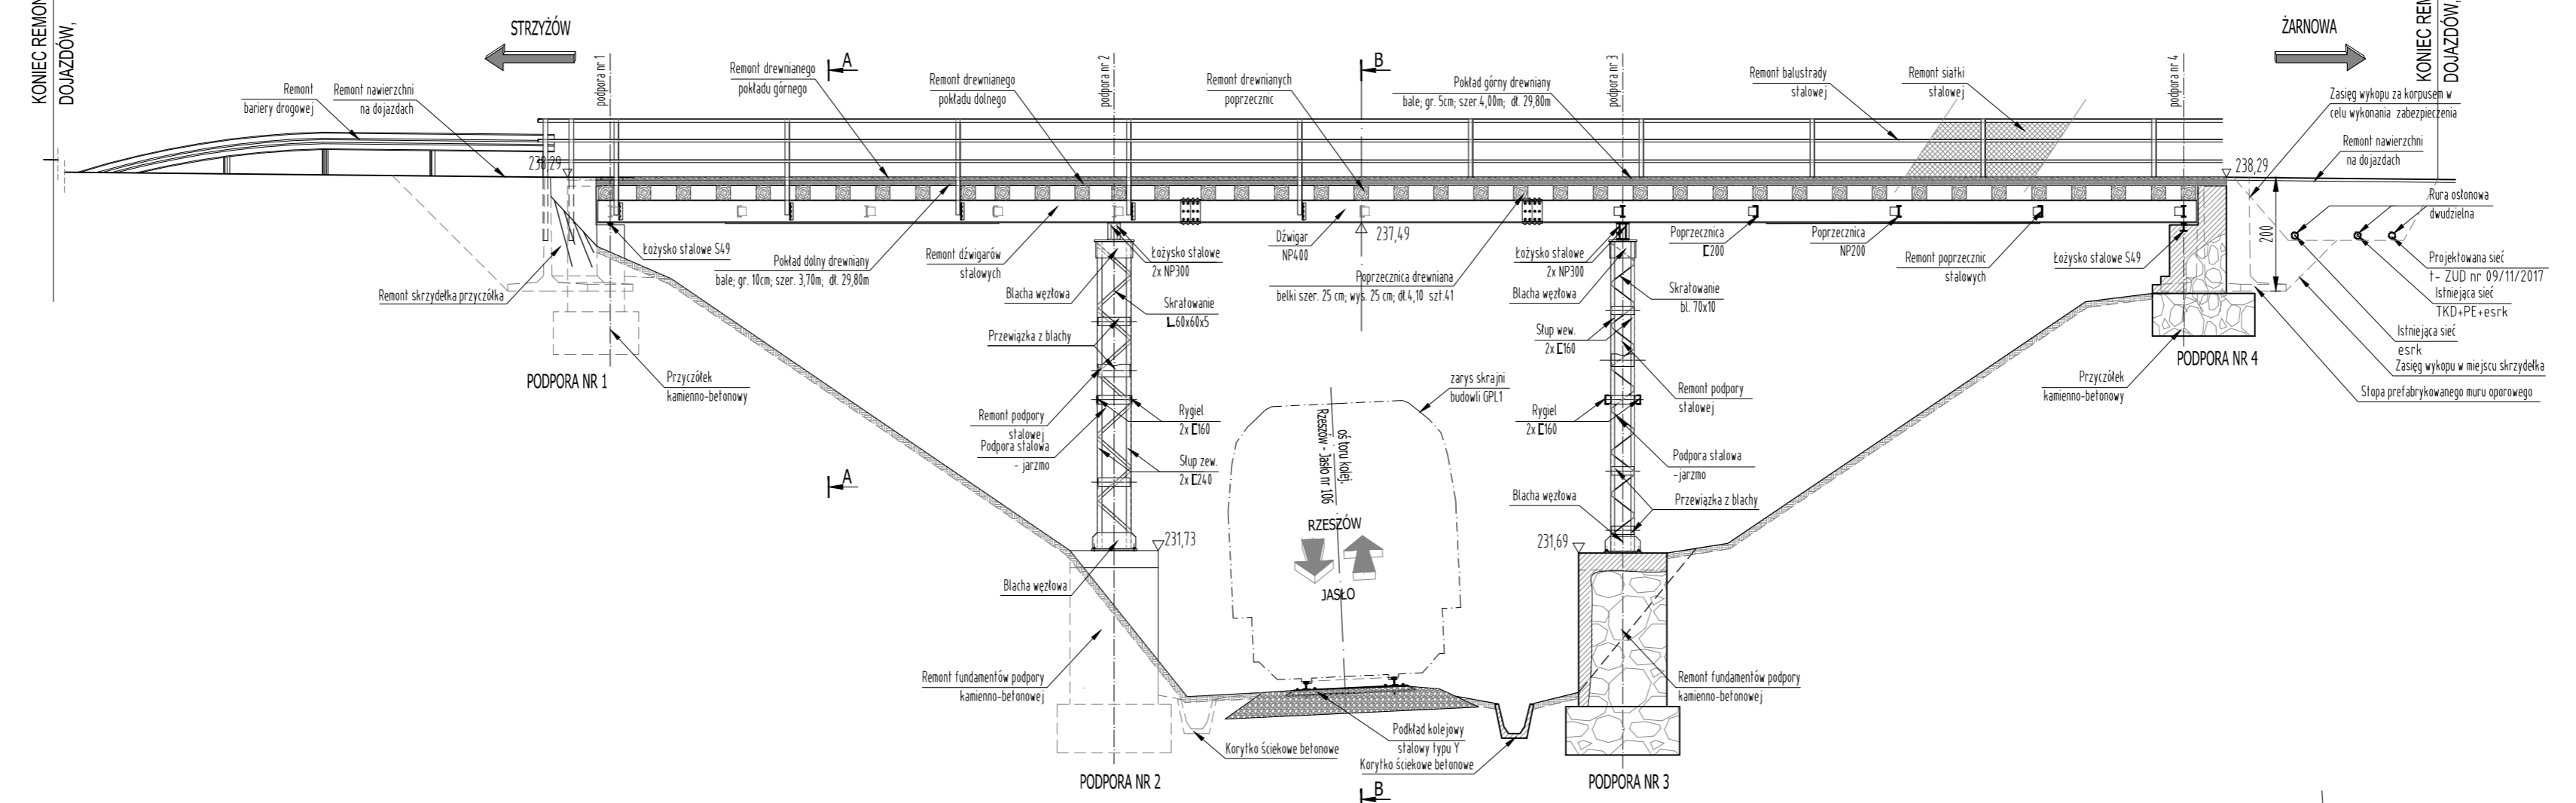 KONIEC REMON
DOJAZDÓW,
STRZYŻÓW
podpora nr 1
A
podpora nr 2
B
podpora nr 3
podpora nr 4
ŻARNOWA
KONIEC REM
DOJAZDÓW,
Remont
bariery drogowej
Remont nawierzchni
na dojazdach
Remont drewnianego
pokładu górnego
Remont drewnianego
pokładu dolnego
Remont drewnianych
poprzecznic
Pokład górny drewniany
bale; gr. 5cm; szer.4,00m; dł. 29,80m
Remont balustrady
stalowej
Remont siatki
stalowej
Zasięg wykopu za korpusem w
celu wykonania zabezpieczenia
Remont nawierzchni
na dojazdach
238,29
238,29
Rura osłonowa
dwudzielna
200
Projektowana sieć
t- ZUD nr 09/11/2017
Istniejąca sieć
TKD+PE+esrk
Istniejąca sieć
esrk
Zasięg wykopu w miejscu skrzydełka
Stopa prefabrykowanego muru oporowego
Remont skrzydełka przyczółka
Łożysko stalowe S49
Pokład dolny drewniany
bale; gr. 10cm; szer. 3,70m; dł. 29,80m
Remont dźwigarów
stalowych
Łożysko stalowe
2x NP300
Dźwigar
NP400
237,49
Poprzecznica drewniana
belki szer. 25 cm; wys. 25 cm; dł.4,10 szt.41
Łożysko stalowe
2x NP300
Poprzecznica
[200
Poprzecznica
NP200
Remont poprzecznic
stalowych
Łożysko stalowe S49
Blacha węzłowa
Skratowanie
L60x60x5
Przewiązka z blachy
Blacha węzłowa
Skratowanie
bl. 70x10
Słup wew.
2x [160
PODPORA NR 1
Przyczółek
kamienno-betonowy
Remont podpory
stalowej
Podpora stalowa
- jarzmo
Rygiel
2x [160
Słup zew.
2x [240
zarys skrajni
budowli GPL1
oś toru kolej.
Rzeszów - Jasło nr 106
Rygiel
2x [160
Remont podpory
stalowej
Podpora stalowa
-jarzmo
Przewiązka z blachy
Blacha węzłowa
Przyczółek
kamienno-betonowy
PODPORA NR 4
A
RZESZÓW
JASŁO
231,73
231,69
Blacha węzłowa
Remont fundamentów podpory
kamienno-betonowej
Remont fundamentów podpory
kamienno-betonowej
Korytko ściekowe betonowe
Podkład kolejowy
stalowy typu Y
Korytko ściekowe betonowe
PODPORA NR 2
B
PODPORA NR 3